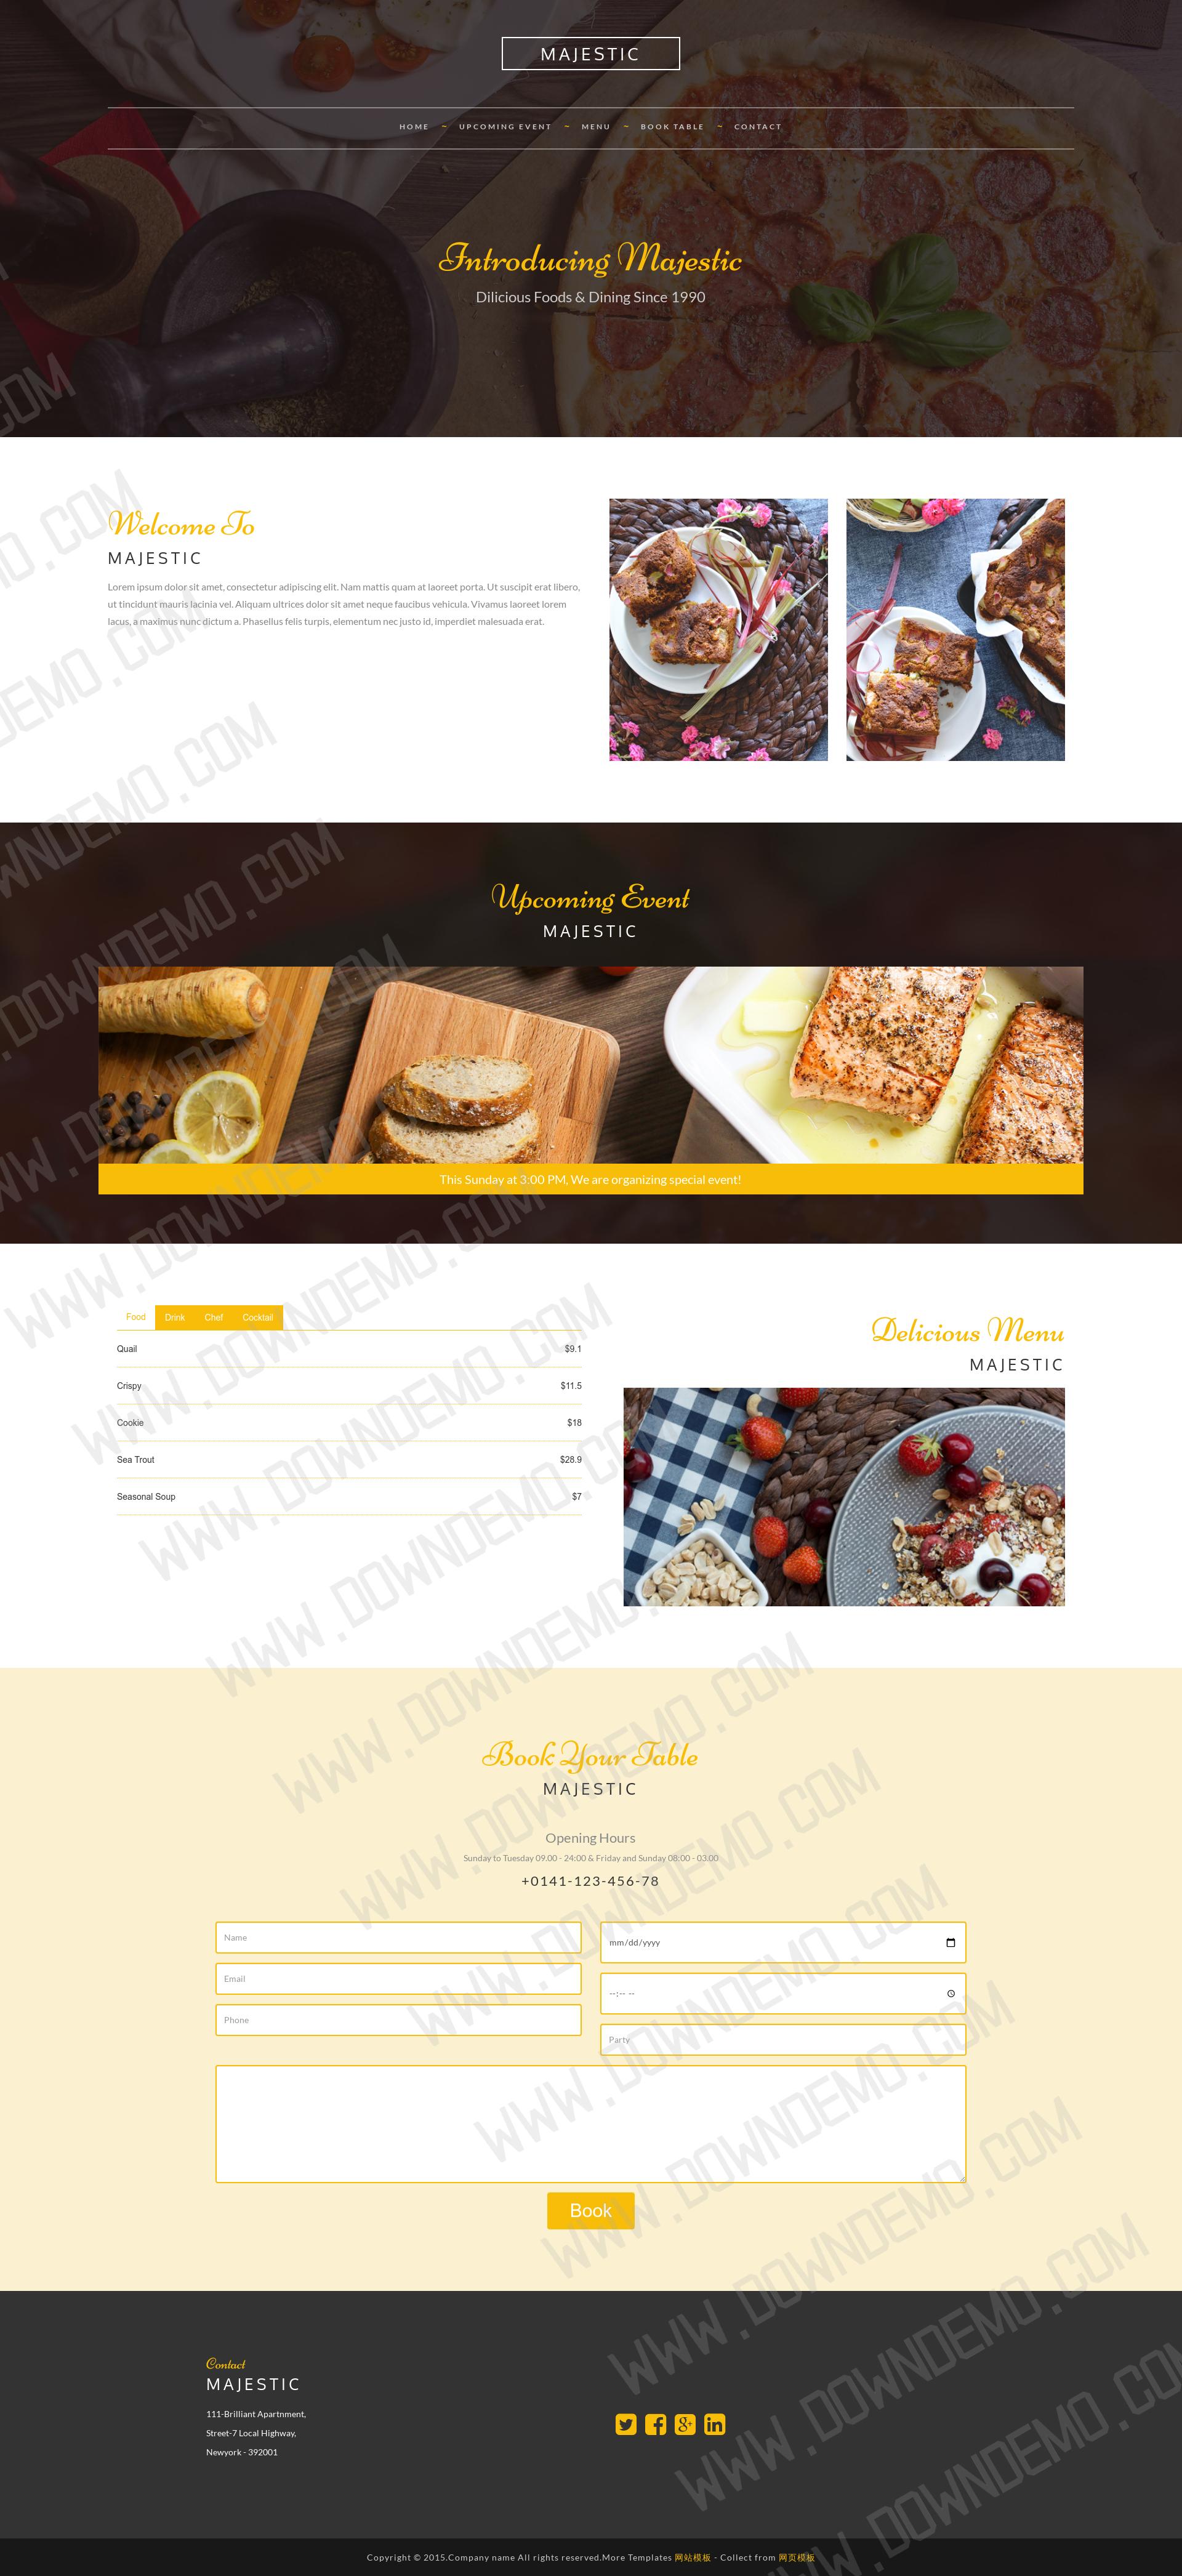 MAJESTIC
HOME ~ UPCOMING EVENT ~ MENU ~ BOOK TABLE ~ CONTACT
Introducing Majestic
Dilicious Foods & Dining Since 1990
Welcome To
MAJESTIC
Lorem ipsum dolor sit amet, consectetur adipiscing elit. Nam mattis quam at laoreet porta. Ut suscipit erat libero,
ut tincidunt mauris lacinia vel. Aliquam ultrices dolor sit amet neque faucibus vehicula. Vivamus laoreet lorem
lacus, a maximus nunc dictum a. Phasellus felis turpis, elementum nec justo id, imperdiet malesuada erat.
Upcoming Event
MAJESTIC
This Sunday at 3:00 PM, We are organizing special event!
Food Drink Chef Cocktail
Quail $9.1
Crispy $11.5
Cookie $18
Sea Trout $28.9
Seasonal Soup $7
Delicious Menu
MAJESTIC
Book Your Table
MAJESTIC
Opening Hours
Sunday to Tuesday 09.00 - 24:00 & Friday and Sunday 08:00 - 03.00
+0141-123-456-78
Name
Email
Phone
mm/dd/yyyy
--:-- --
Party
Book
Contact
MAJESTIC
111-Brilliant Apartnment,
Street-7 Local Highway,
Newyork - 392001
Copyright © 2015.Company name All rights reserved.More Templates 网站模板 - Collect from 网页模板
WWW.DOWNDEMO.COM